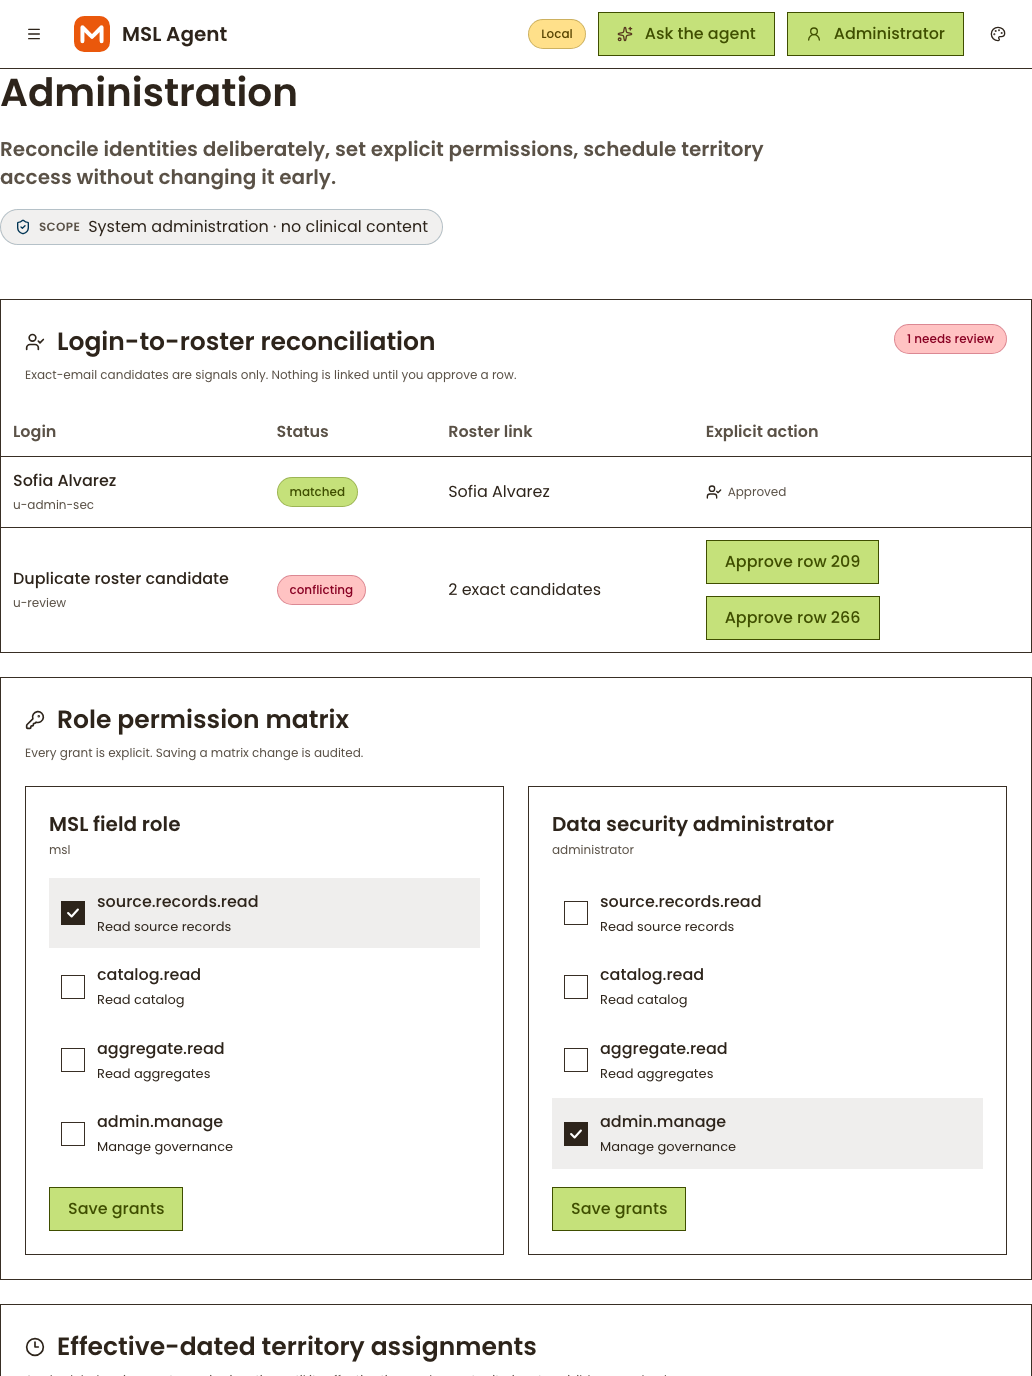 MSL Agent
Local
Ask the agent
Administrator
Administration
Reconcile identities deliberately, set explicit permissions, schedule territory
access without changing it early.
SCOPE System administration · no clinical content
Login-to-roster reconciliation
1 needs review
Exact-email candidates are signals only. Nothing is linked until you approve a row.
Login Status Roster link Explicit action
Sofia Alvarez
u-admin-sec
matched
Sofia Alvarez
Approved
Duplicate roster candidate
u-review
conflicting
2 exact candidates
Approve row 209
Approve row 266
Role permission matrix
Every grant is explicit. Saving a matrix change is audited.
MSL field role
msl
source.records.read
Read source records
catalog.read
Read catalog
aggregate.read
Read aggregates
admin.manage
Manage governance
Save grants
Data security administrator
administrator
source.records.read
Read source records
catalog.read
Read catalog
aggregate.read
Read aggregates
admin.manage
Manage governance
Save grants
Effective-dated territory assignments